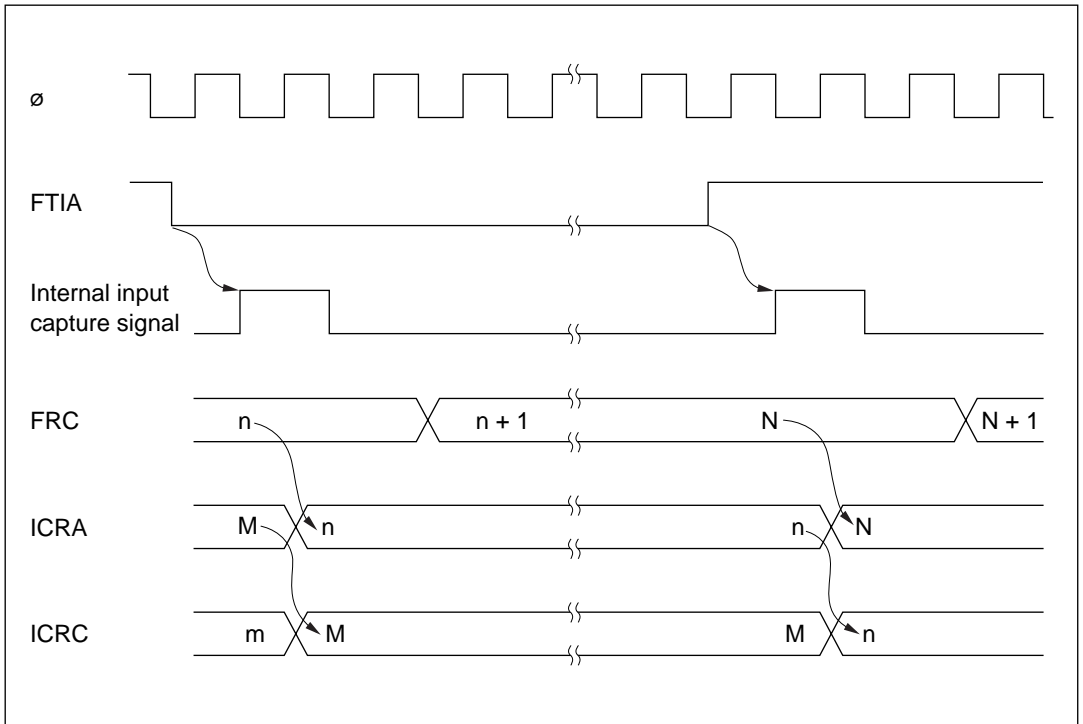 ø
FTIA
Internal input
capture signal
FRC n n + 1 N N + 1
ICRA M n n N
ICRC m M M n